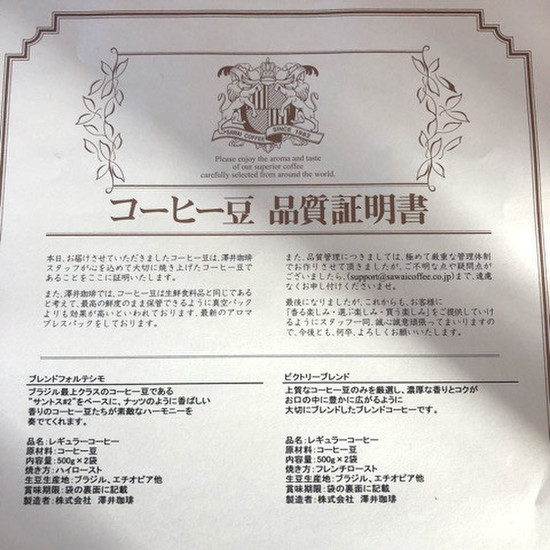 SAWAI COFFEE SINCE 1982
Please enjoy the aroma and taste
of our superior coffee
carefully selected from around the world.
コーヒー豆 品質証明書
本日、お届けさせていただきましたコーヒー豆は、澤井珈琲
スタッフが心を込めて大切に焼き上げたコーヒー豆で
あることをここに証明いたします。
また、澤井珈琲では、コーヒー豆は生鮮食料品と同じである
と考えて、最高の鮮度のまま保管できるように真空パック
よりも効果が高いといわれております、最新のアロマ
プレスパックをしております。
また、品質管理につきましては、極めて厳重な管理体制
でお作りさせて頂きましたが、ご不明な点や疑問点が
ございましたら、(support@sawaicoffee.co.jp)まで、遠慮
なくお申し付けくださいませ。
最後になりましたが、これからも、お客様に
「香る楽しみ・選ぶ楽しみ・買う楽しみ」をご提供していけ
るようにスタッフ一同、誠心誠意頑張ってまいりますの
で、今後とも、何卒、よろしくお願いいたします。
ブレンドフォルテシモ
ブラジル最上クラスのコーヒー豆である
"サントス#2"をベースに、ナッツのように香ばしい
香りのコーヒー豆たちが素敵なハーモニーを
奏でてくれます。
品名:レギュラーコーヒー
原材料:コーヒー豆
内容量:500g×2袋
焼き方:ハイロースト
生豆生産地:ブラジル、エチオピア他
賞味期限:袋の裏面に記載
製造者:株式会社 澤井珈琲
ビクトリーブレンド
上質なコーヒー豆のみを厳選し、濃厚な香りとコクが
お口の中に豊かに広がるように
大切にブレンドしたブレンドコーヒーです。
品名:レギュラーコーヒー
原材料:コーヒー豆
内容量:500g×2袋
焼き方:フレンチロースト
生豆生産地:ブラジル、エチオピア他
賞味期限:袋の裏面に記載
製造者:株式会社 澤井珈琲